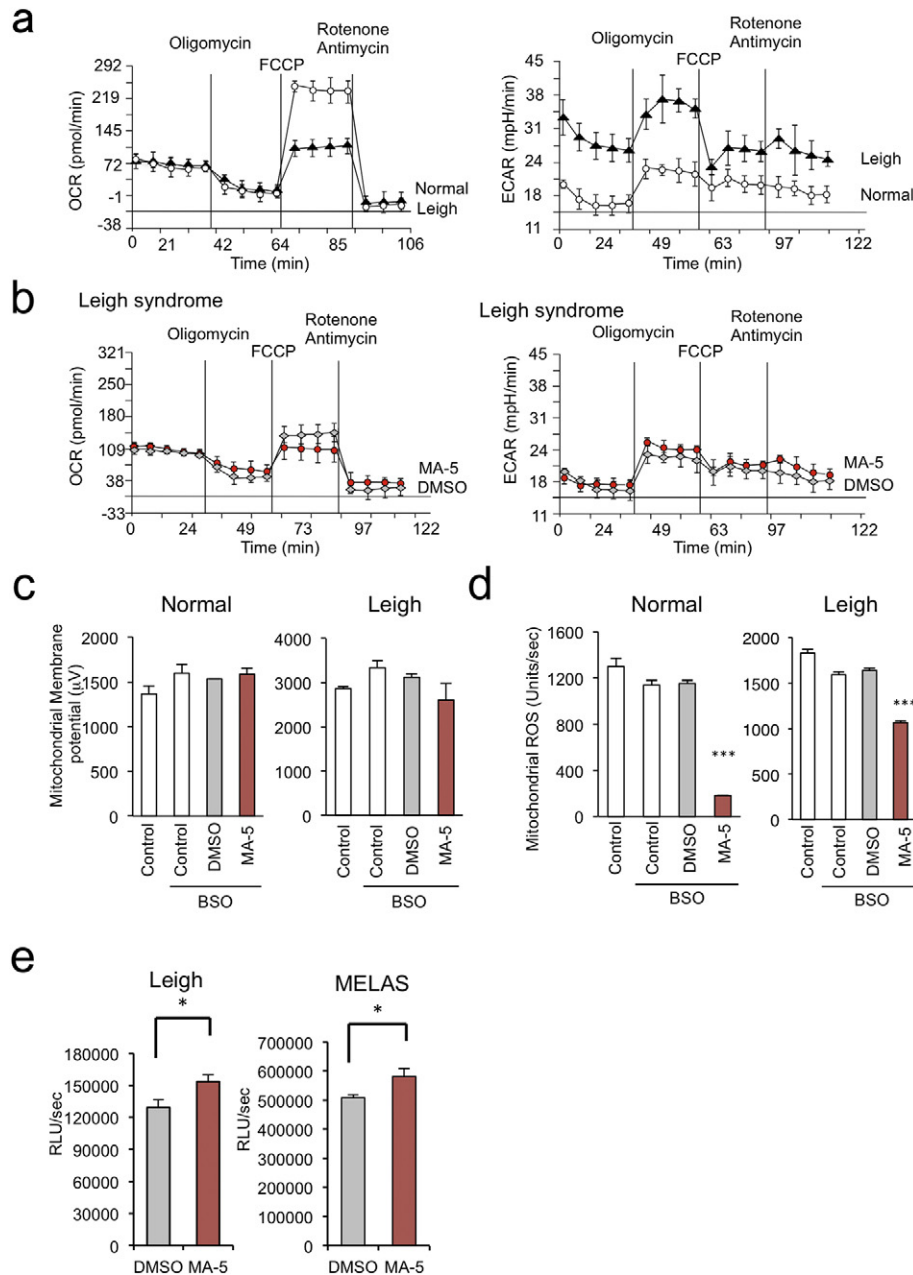 a
Oligomycin
Rotenone
Antimycin
FCCP
OCR (pmol/min)
292
219
145
72
-1
-38
Normal
Leigh
0 21 42 64 85 106
Time (min)
Oligomycin
Rotenone
Antimycin
FCCP
ECAR (mpH/min)
45
38
31
24
18
11
Leigh
Normal
0 24 49 63 97 122
Time (min)
b
Leigh syndrome
Oligomycin
Rotenone
Antimycin
FCCP
OCR (pmol/min)
321
250
180
109
38
-33
MA-5
DMSO
0 24 49 73 97 122
Time (min)
Leigh syndrome
Oligomycin
Rotenone
Antimycin
FCCP
ECAR (mpH/min)
45
38
31
24
18
11
MA-5
DMSO
0 24 49 63 97 122
Time (min)
c
Normal
Mitochondrial Membrane
potential (μV)
2000
1500
1000
500
0
Control
Control
DMSO
MA-5
BSO
Leigh
4000
3000
2000
1000
0
Control
Control
DMSO
MA-5
BSO
d
Normal
Mitochondrial ROS (Units/sec)
1600
1200
800
400
0
***
Control
Control
DMSO
MA-5
BSO
Leigh
2000
1500
1000
500
0
***
Control
Control
DMSO
MA-5
BSO
e
Leigh
*
RLU/sec
180000
150000
120000
90000
60000
30000
0
DMSO MA-5
MELAS
*
RLU/sec
700000
600000
500000
400000
300000
200000
100000
0
DMSO MA-5